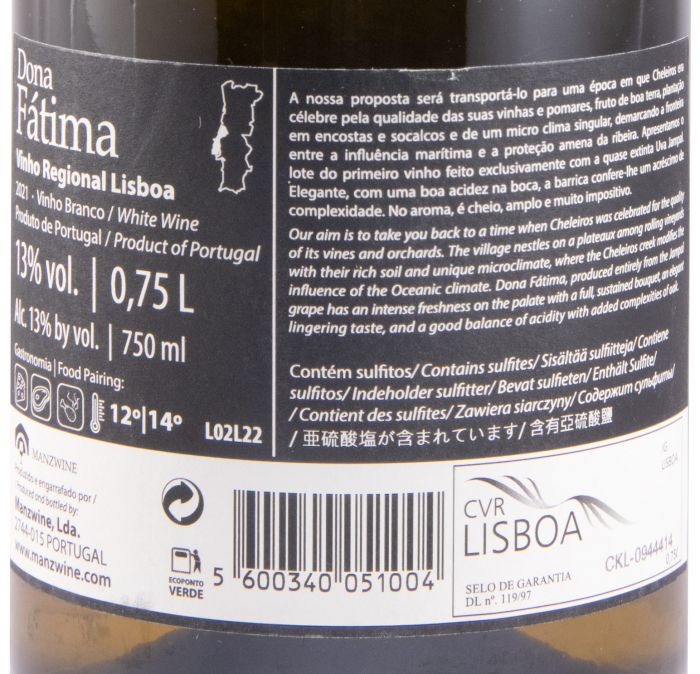 Dona
Fátima
Vinho Regional Lisboa
2021 - Vinho Branco / White Wine
Produto de Portugal / Product of Portugal
13% vol. | 0,75 L
Alc. 13% by vol. | 750 ml
Gastronomia | Food Pairing:
12º|14º
L02L22
A nossa proposta será transportá-lo para uma época em que Cheleiros era
célebre pela qualidade das suas vinhas e pomares, fruto de boa terra, plantação
em encostas e socalcos e de um micro clima singular, demarcando a fronteira
entre a influência marítima e a proteção amena da ribeira. Apresentamos o
lote do primeiro vinho feito exclusivamente com a quase extinta Uva Jampal.
Elegante, com uma boa acidez na boca, a barrica confere-lhe um acréscimo de
complexidade. No aroma, é cheio, amplo e muito impositivo.
Our aim is to take you back to a time when Cheleiros was celebrated for the quality
of its vines and orchards. The village nestles on a plateaux among rolling vineyards
with their rich soil and unique microclimate, where the Cheleiros creek modifies the
influence of the Oceanic climate. Dona Fátima, produced entirely from the Jampal
grape has an intense freshness on the palate with a full, sustained bouquet, an elegant
lingering taste, and a good balance of acidity with added complexities of oak.
Contém sulfitos/ Contains sulfites/ Sisältää sulfiitteja/ Contiene
sulfitos/ Indeholder sulfitter/ Bevat sulfieten/ Enthält Sulfite/
/ Contient des sulfites/ Zawiera siarczyny/ Содержит сульфиты/
/ 亜硫酸塩が含まれています/ 含有亞硫酸鹽
MANZWINE
Produzido e engarrafado por /
Produced and bottled by:
Manzwine, Lda.
2744-015 PORTUGAL
www.manzwine.com
ECOPONTO
VERDE
5 600340 051004
CVR
LISBOA
IG
LISBOA
CKL-0944414
0,75l
SELO DE GARANTIA
DL nº. 119/97